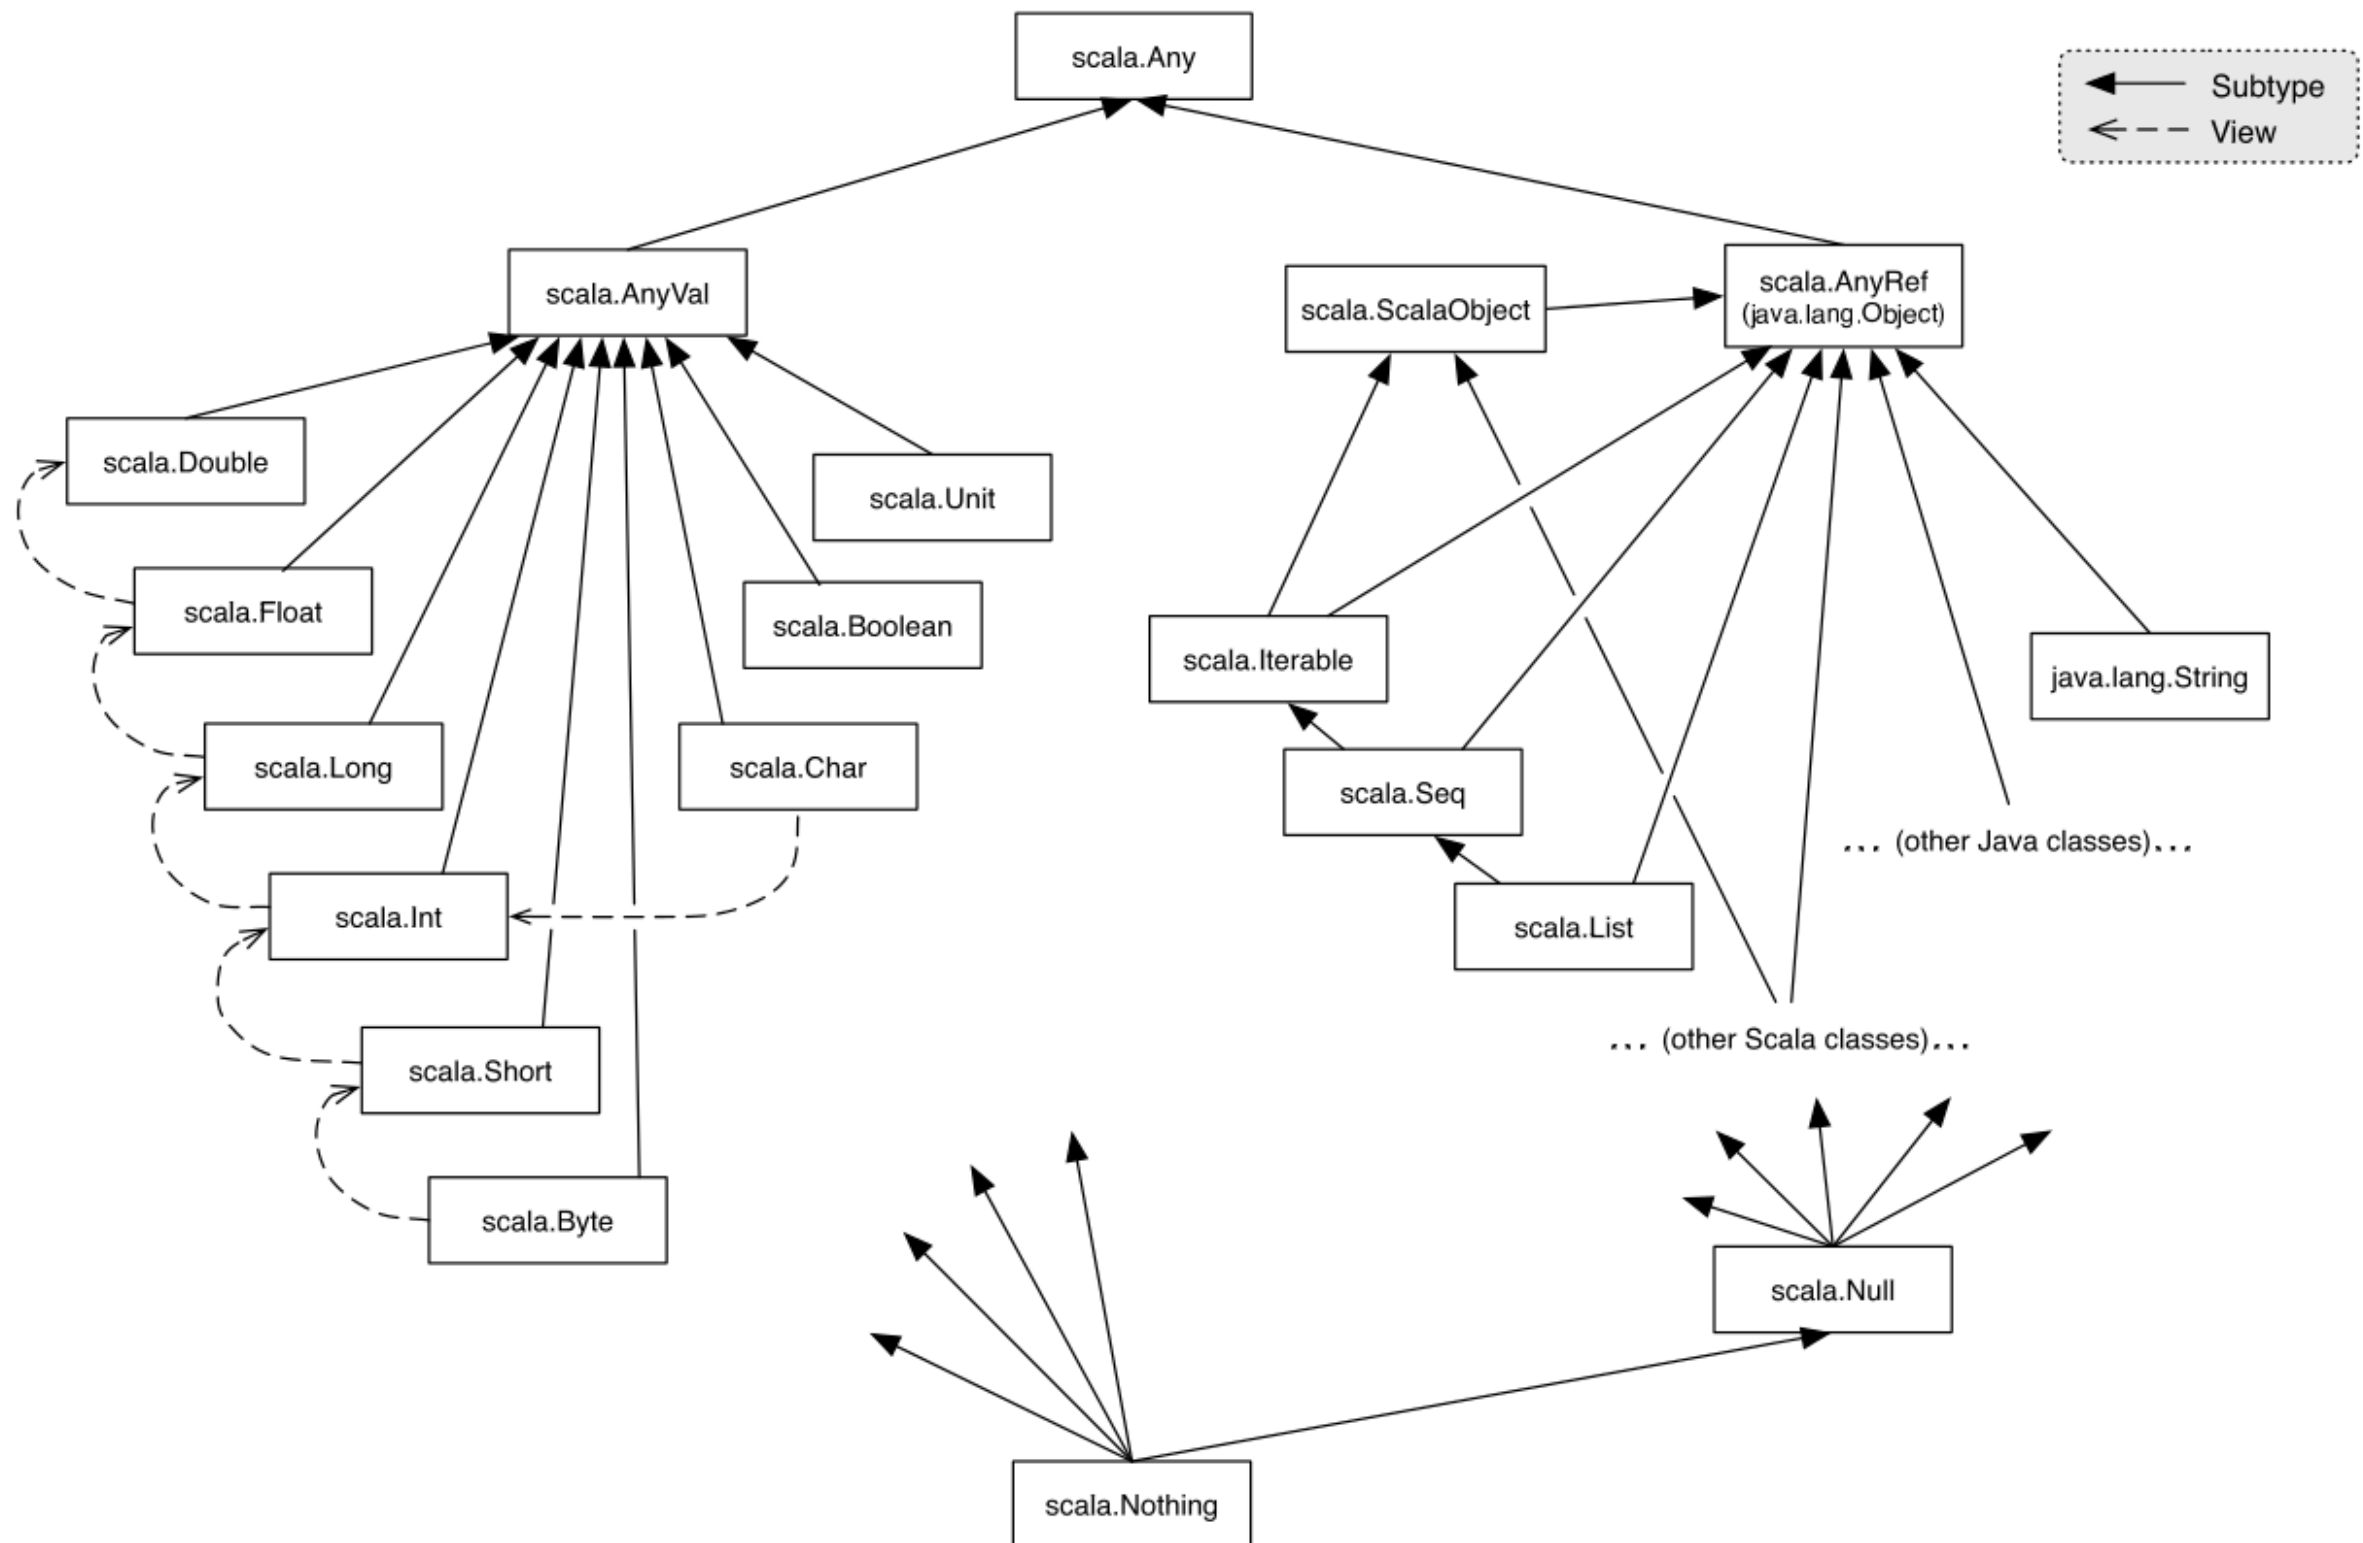 scala.Any
Subtype
View
scala.AnyVal
scala.ScalaObject
scala.AnyRef
(java.lang.Object)
scala.Double
scala.Unit
scala.Float
scala.Boolean
scala.Iterable
java.lang.String
scala.Long
scala.Char
scala.Seq
... (other Java classes)...
scala.Int
scala.List
... (other Scala classes)...
scala.Short
scala.Byte
scala.Null
scala.Nothing